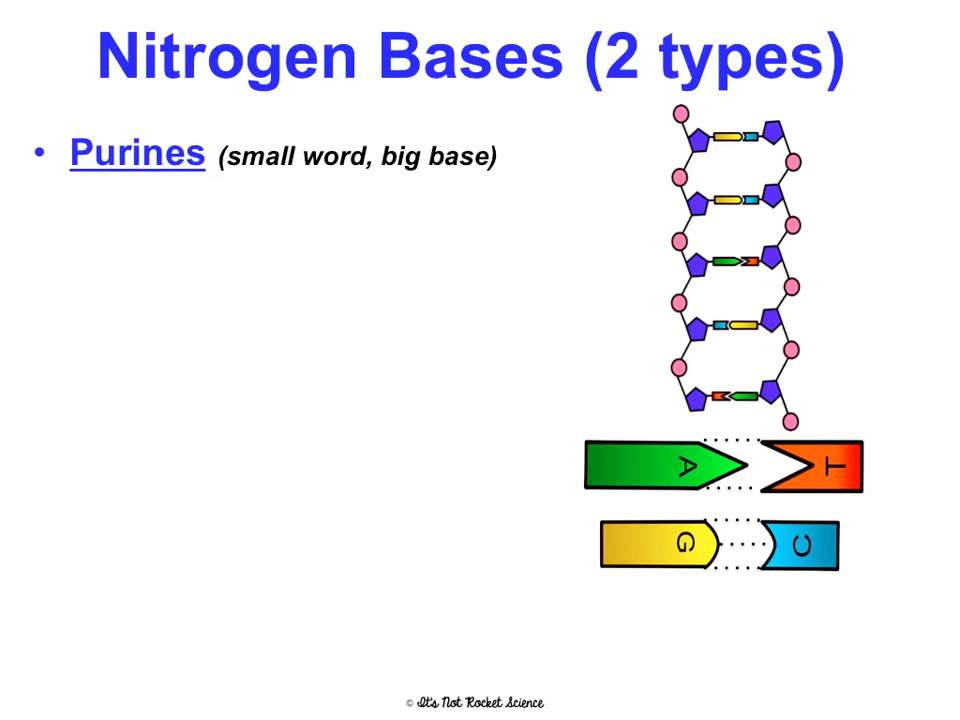 Nitrogen Bases (2 types)
• Purines (small word, big base)
A T
G C
© It's Not Rocket Science